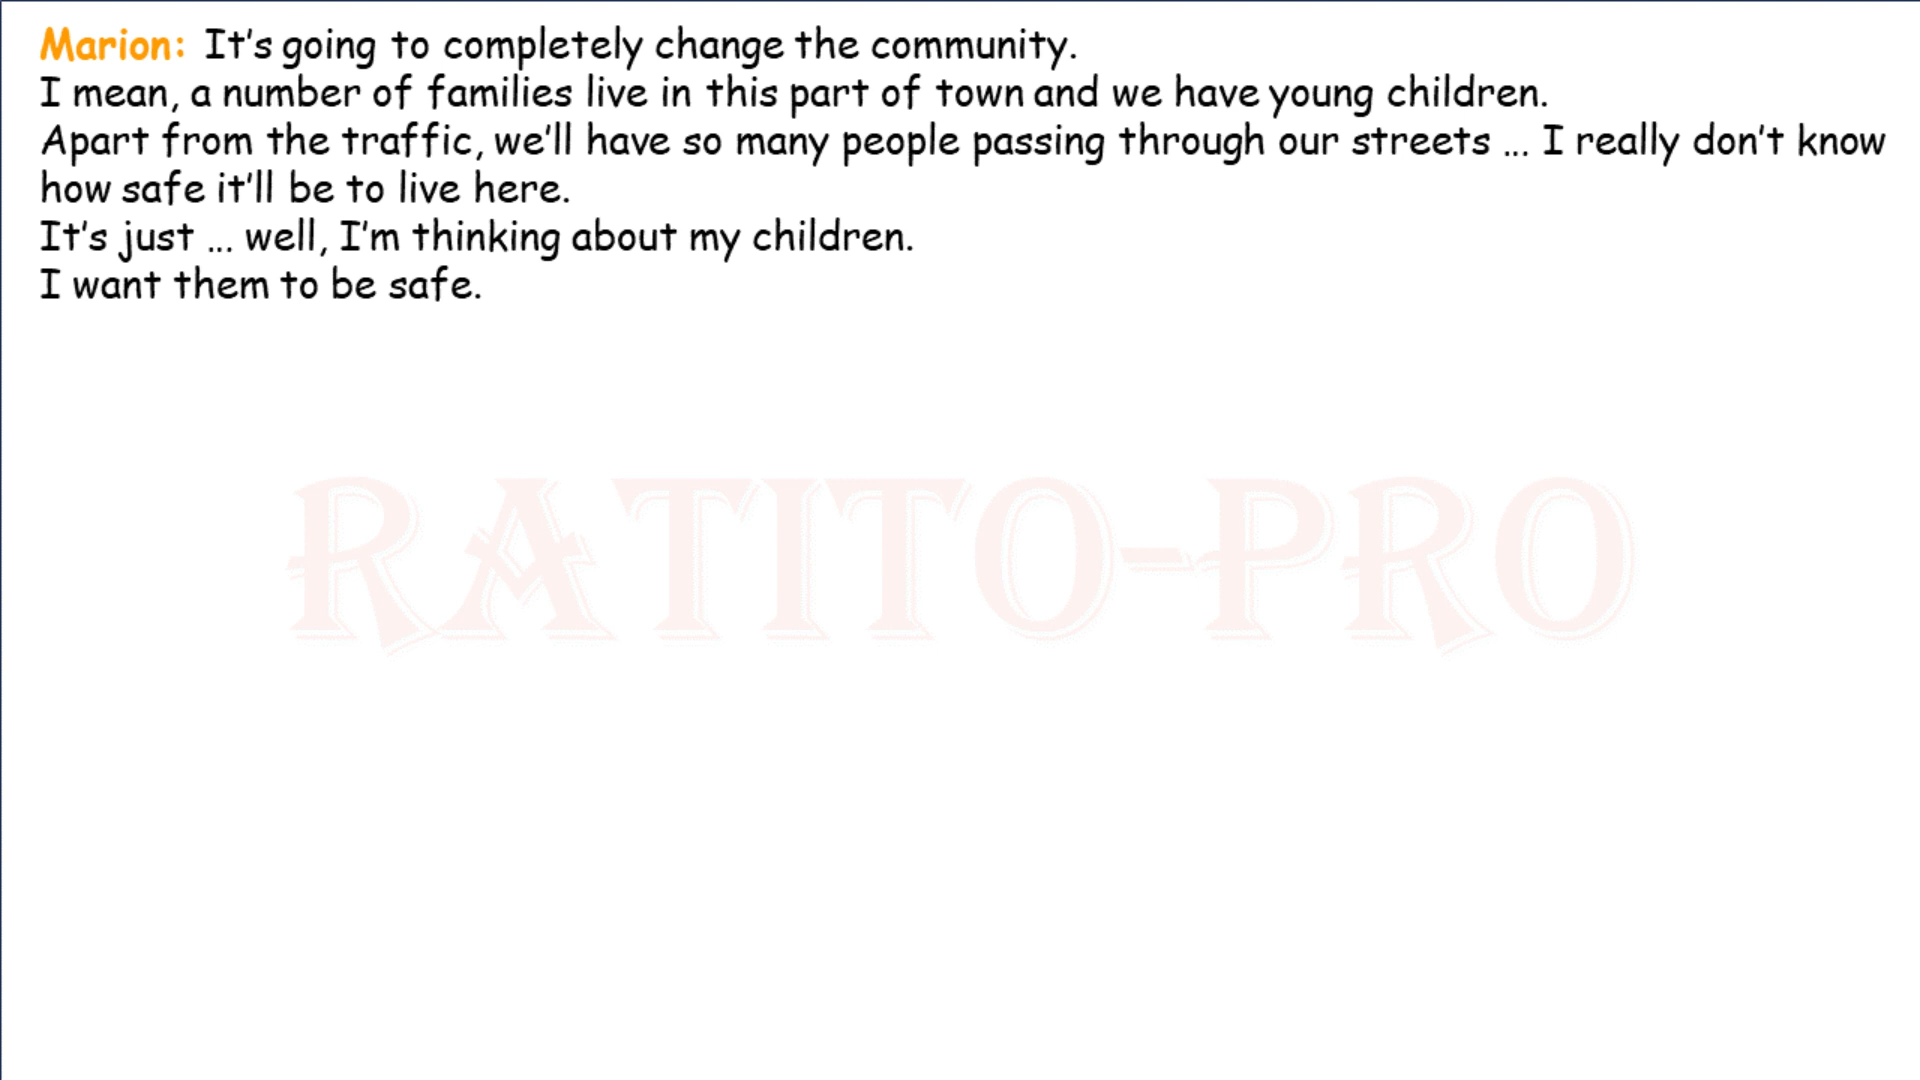 Marion: It's going to completely change the community.
I mean, a number of families live in this part of town and we have young children.
Apart from the traffic, we'll have so many people passing through our streets ... I really don't know
how safe it'll be to live here.
It's just ... well, I'm thinking about my children.
I want them to be safe.
RATITO-PRO